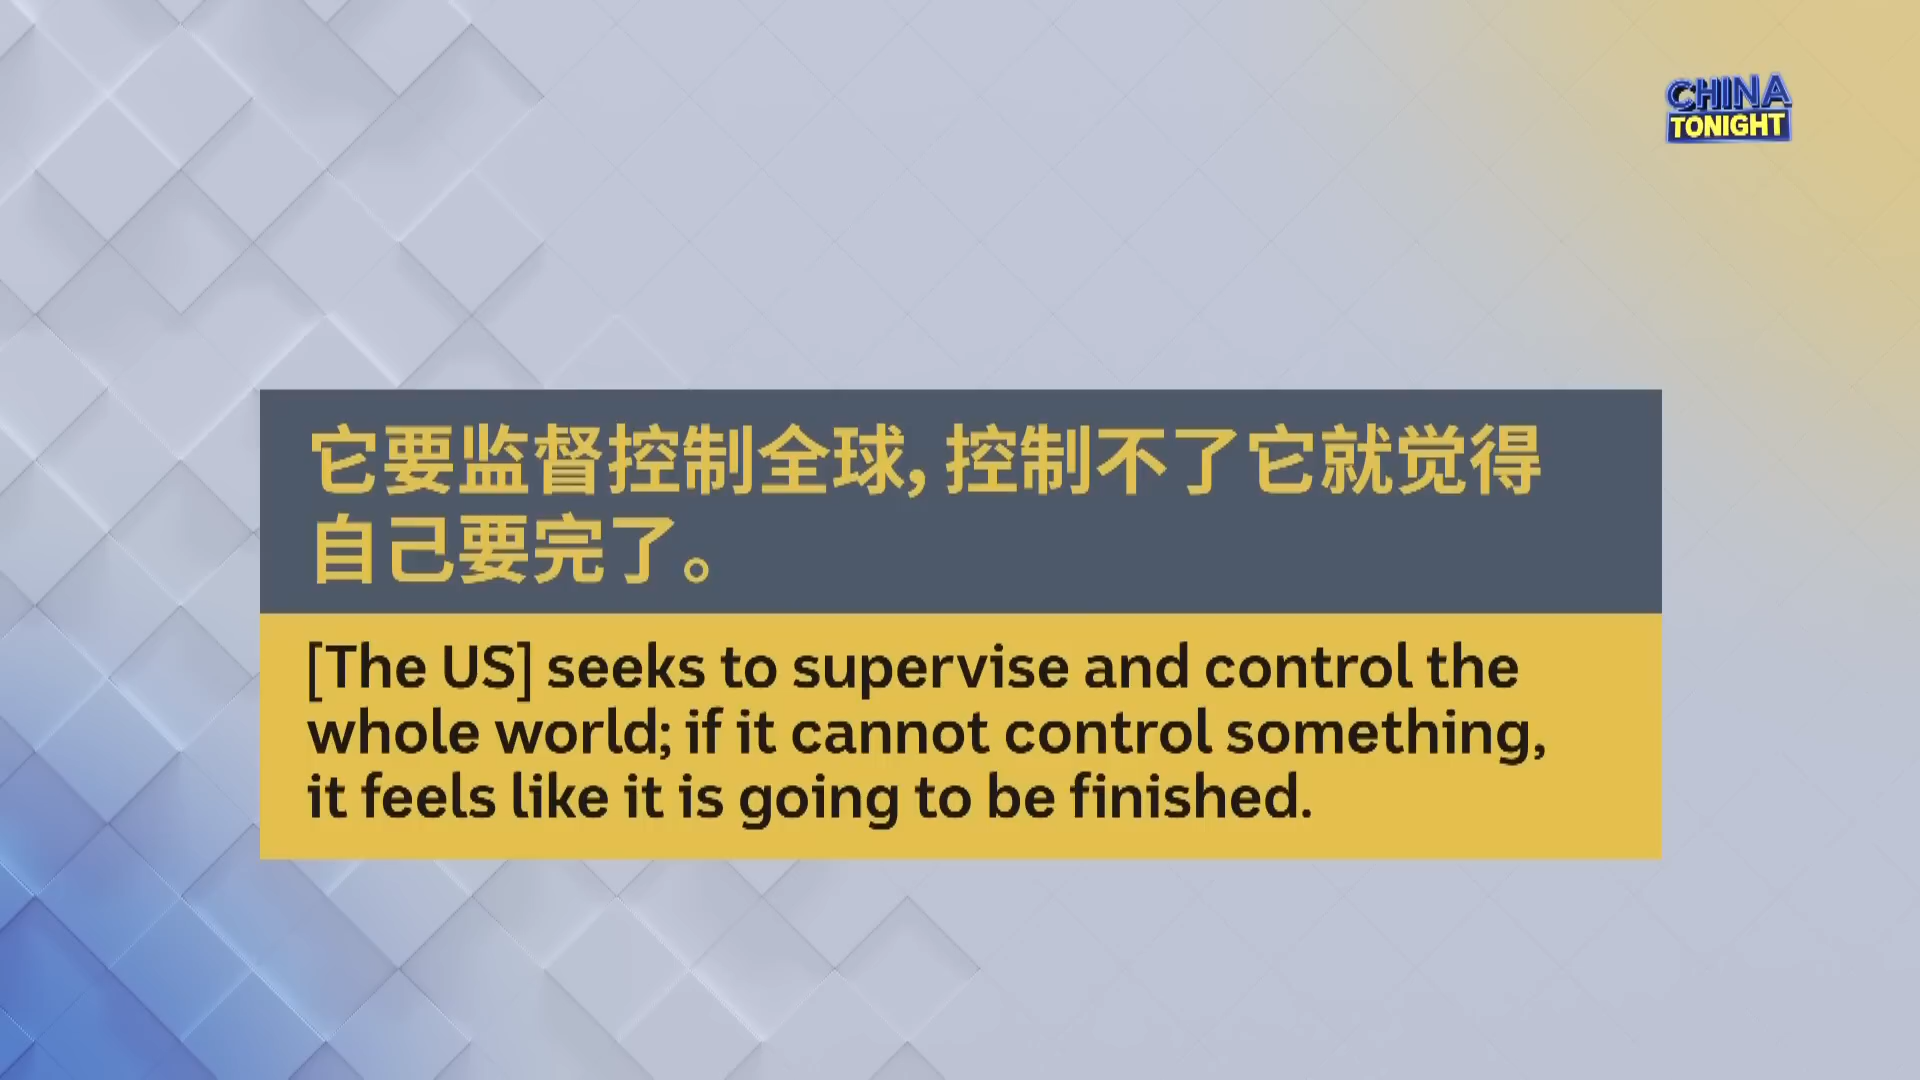 CHINA
TONIGHT
它要监督控制全球，控制不了它就觉得
自己要完了。
[The US] seeks to supervise and control the
whole world; if it cannot control something,
it feels like it is going to be finished.